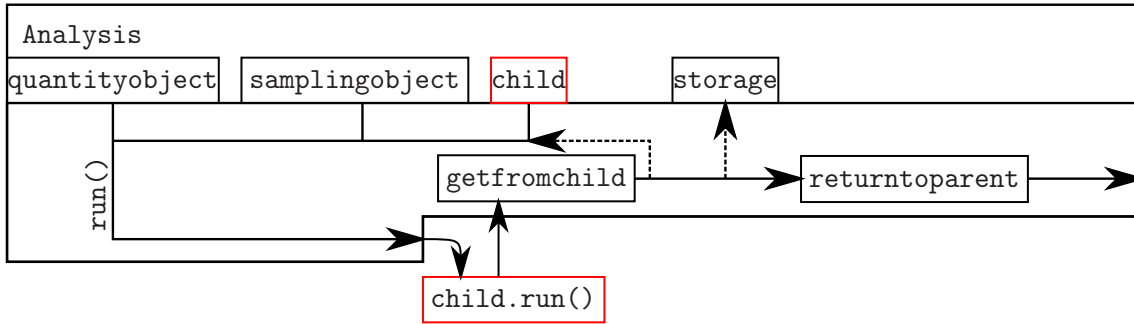 Analysis
quantityobject
samplingobject
child
storage
run()
getfromchild
returntoparent
child.run()